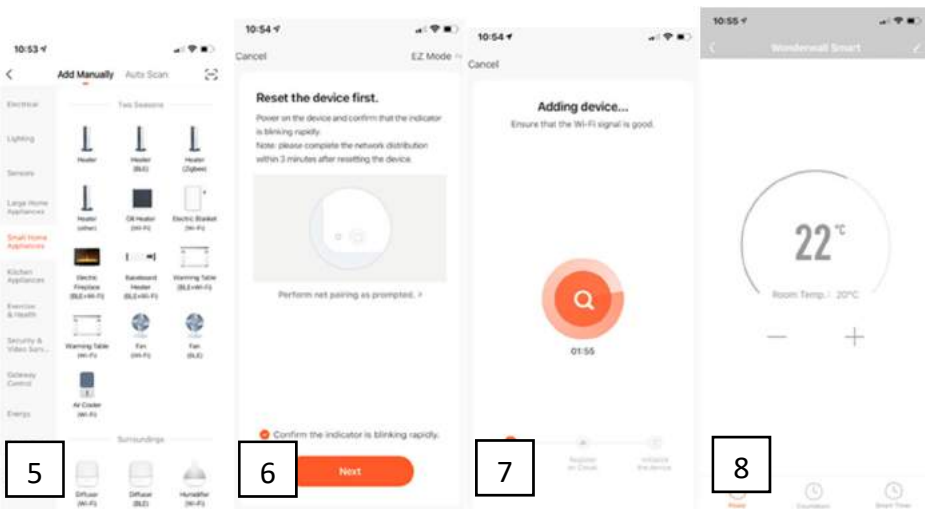 10:53
Add Manually Auto Scan
Electrical
Lighting
Sensors
Large Home
Appliances
Small Home
Appliances
Kitchen
Appliances
Exercise
& Health
Security &
Video Surv...
Gateway
Control
Energy
Two Seasons
Heater
Heater
(BLE)
Heater
(Zigbee)
Heater
(other)
Oil Heater
(Wi-Fi)
Electric Blanket
(Wi-Fi)
Electric
Fireplace
(BLE+Wi-Fi)
Baseboard
Heater
(BLE+Wi-Fi)
Warming Table
(BLE+Wi-Fi)
Warming Table
(Wi-Fi)
Fan
(Wi-Fi)
Fan
(BLE)
Air Cooler
(Wi-Fi)
Surroundings
Diffuser
(Wi-Fi)
Diffuser
(BLE)
Humidifier
(Wi-Fi)
5
10:54
Cancel EZ Mode
Reset the device first.
Power on the device and confirm that the indicator
is blinking rapidly.
Note: please complete the network distribution
within 3 minutes after resetting the device.
Perform net pairing as prompted. >
Confirm the indicator is blinking rapidly.
Next
6
10:54
Cancel
Adding device...
Ensure that the Wi-Fi signal is good.
01:55
Register
on Cloud
Initialize
the device
7
10:55
Wonderwall Smart
22°C
Room Temp.: 20°C
− +
8
Power Countdown Smart Timer